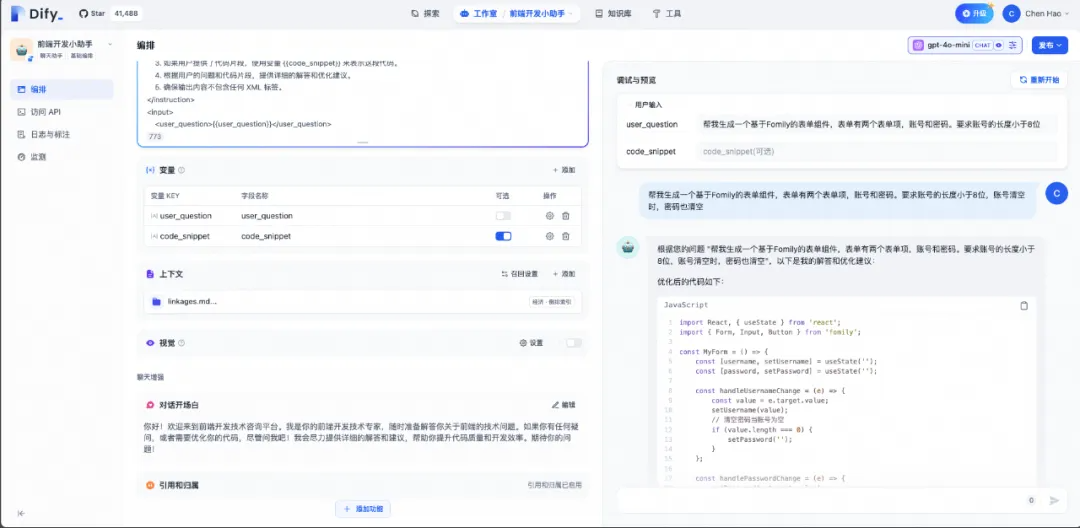 Dify_
Star 41,488
探索
工作室 / 前端开发小助手
知识库
工具
升级
C
Chen Hao
前端开发小助手
聊天助手 · 基础编排
编排
访问 API
日志与标注
监测
编排
gpt-4o-mini CHAT
发布
3. 如果用户提供了代码片段，使用变量 {{code_snippet}} 来表示这段代码。
4. 根据用户的问题和代码片段，提供详细的解答和优化建议。
5. 确保输出内容不包含任何 XML 标签。
</instruction>
<input>
<user_question>{{user_question}}</user_question>
773
变量
+ 添加
变量 KEY 字段名称 可选 操作
user_question user_question
code_snippet code_snippet
上下文
召回设置 + 添加
linkages.md...
经济 · 倒排索引
视觉
设置
聊天增强
对话开场白
编辑
你好！欢迎来到前端开发技术咨询平台。我是你的前端开发技术专家，随时准备解答你关于前端的技术问题。如果你有任何疑
问，或者需要优化你的代码，尽管问我吧！我会尽力提供详细的解答和建议，帮助你提升代码质量和开发效率。期待你的问
题！
引用和归属
引用和归属已启用
+ 添加功能
调试与预览
重新开始
用户输入
user_question 帮我生成一个基于Fomily的表单组件，表单有两个表单项，账号和密码。要求账号的长度小于8位
code_snippet code_snippet(可选)
帮我生成一个基于Fomily的表单组件，表单有两个表单项，账号和密码。要求账号的长度小于8位，账号清空
时，密码也清空
C
根据您的问题 "帮我生成一个基于Fomily的表单组件，表单有两个表单项，账号和密码。要求账号的长度小于
8位，账号清空时，密码也清空"，以下是我的解答和优化建议：
优化后的代码如下：
JavaScript
1 import React, { useState } from 'react';
2 import { Form, Input, Button } from 'fomily';
3
4 const MyForm = () => {
5 const [username, setUsername] = useState('');
6 const [password, setPassword] = useState('');
7
8 const handleUsernameChange = (e) => {
9 const value = e.target.value;
10 setUsername(value);
11 // 清空密码当账号为空
12 if (value.length === 0) {
13 setPassword('');
14 }
15 };
16
17 const handlePasswordChange = (e) => {
0